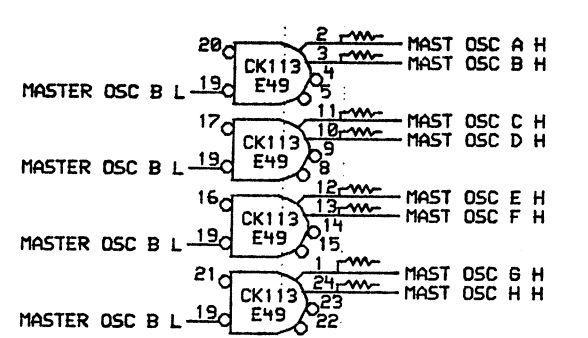 2
20 3 MAST OSC A H
CK113 4 MAST OSC B H
MASTER OSC B L 19 E49 5
11 MAST OSC C H
17 10 MAST OSC D H
CK113 9
MASTER OSC B L 19 E49 8
12 MAST OSC E H
16 13 MAST OSC F H
CK113 14
MASTER OSC B L 19 E49 15
1 MAST OSC G H
21 24 MAST OSC H H
CK113 23
MASTER OSC B L 19 E49 22